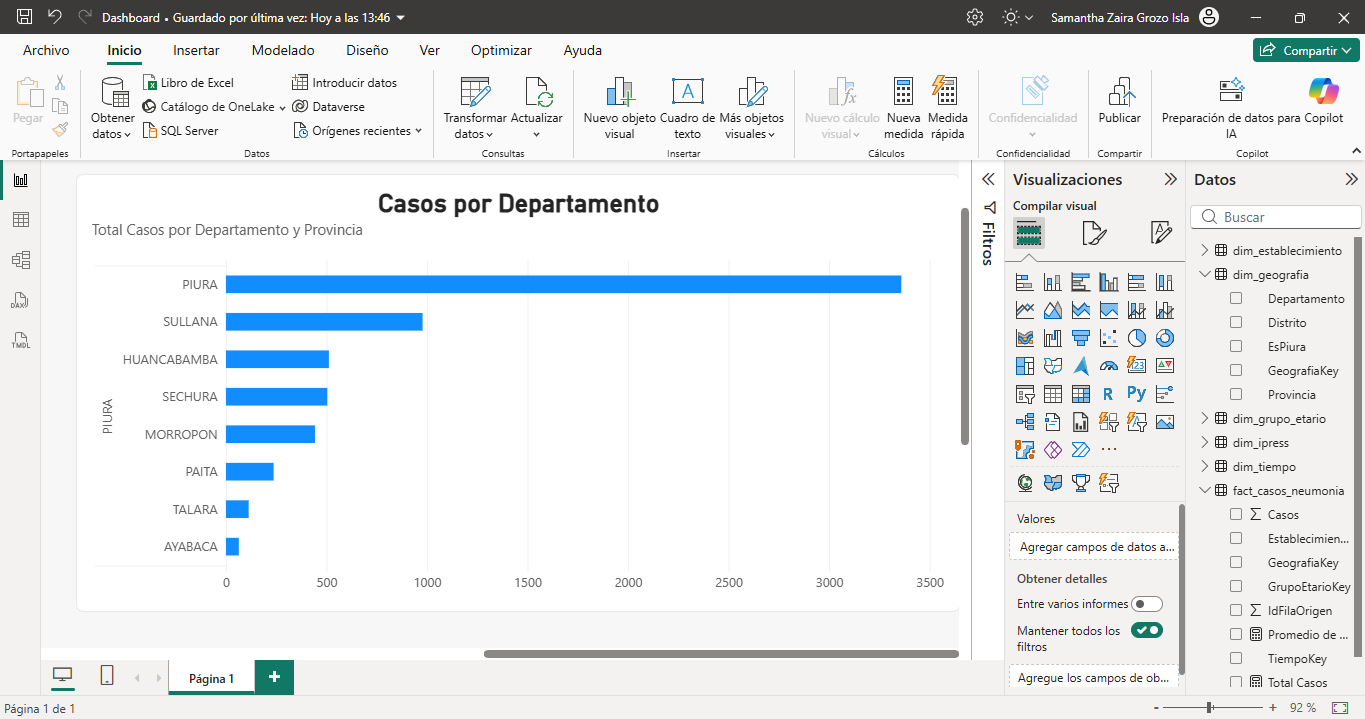 Dashboard • Guardado por última vez: Hoy a las 13:46
Samantha Zaira Grozo Isla
Archivo
Inicio
Insertar
Modelado
Diseño
Ver
Optimizar
Ayuda
Compartir
Pegar
Portapapeles
Obtener datos
Libro de Excel
Catálogo de OneLake
SQL Server
Introducir datos
Dataverse
Orígenes recientes
Datos
Transformar datos
Actualizar
Consultas
Nuevo objeto visual
Cuadro de texto
Más objetos visuales
Insertar
Nuevo cálculo visual
Nueva medida
Medida rápida
Cálculos
Confidencialidad
Confidencialidad
Publicar
Compartir
Preparación de datos para IA
Copilot
Copilot
DAX
TMDL
Casos por Departamento
Total Casos por Departamento y Provincia
PIURA
PIURA
SULLANA
HUANCABAMBA
SECHURA
MORROPON
PAITA
TALARA
AYABACA
0
500
1000
1500
2000
2500
3000
3500
Filtros
Visualizaciones
Compilar visual
123
R
Py
Valores
Agregar campos de datos a...
Obtener detalles
Entre varios informes
Mantener todos los
filtros
Agregue los campos de ob...
Datos
Buscar
dim_establecimiento
dim_geografia
Departamento
Distrito
EsPiura
GeografiaKey
Provincia
dim_grupo_etario
dim_ipress
dim_tiempo
fact_casos_neumonia
Casos
Establecimien...
GeografiaKey
GrupoEtarioKey
IdFilaOrigen
Promedio de ...
TiempoKey
Total Casos
Página 1
Página 1 de 1
92 %